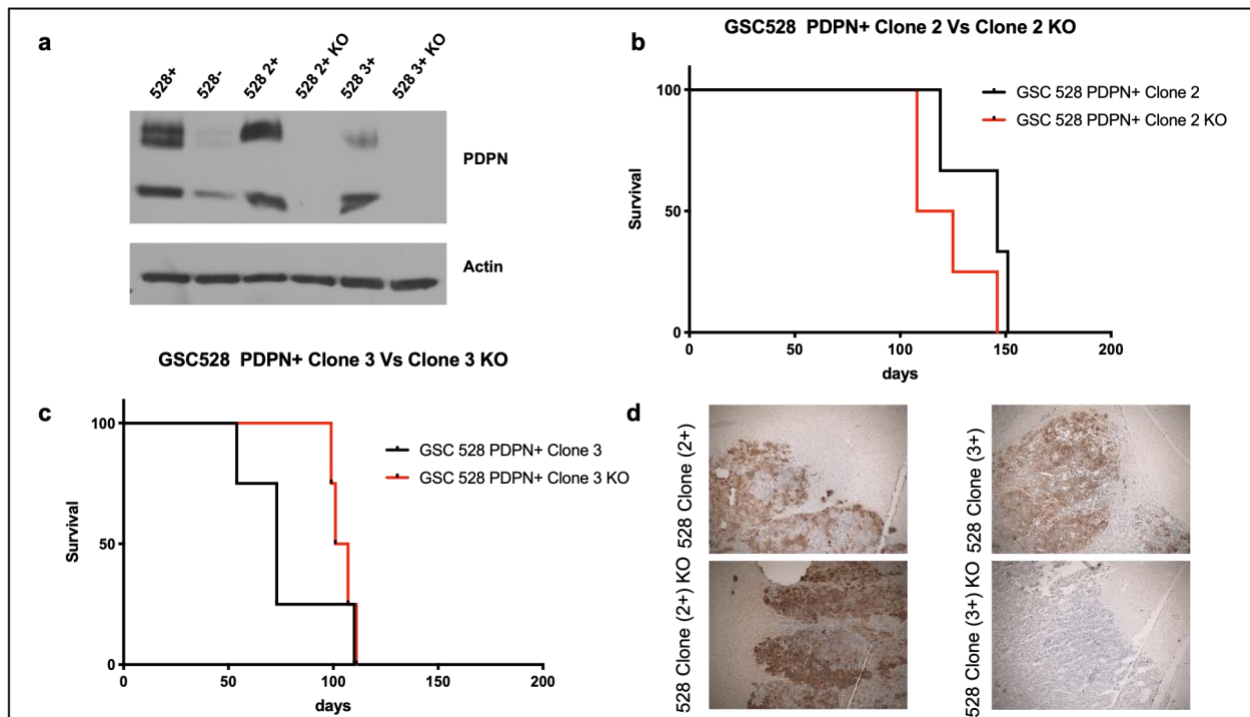 a
528+
528-
528 2+
528 2+ KO
528 3+
528 3+ KO
PDPN
Actin
b
GSC528 PDPN+ Clone 2 Vs Clone 2 KO
GSC 528 PDPN+ Clone 2
GSC 528 PDPN+ Clone 2 KO
Survival
100
50
0
0 50 100 150 200
days
GSC528 PDPN+ Clone 3 Vs Clone 3 KO
c
GSC 528 PDPN+ Clone 3
GSC 528 PDPN+ Clone 3 KO
Survival
100
50
0
0 50 100 150 200
days
d
528 Clone (2+)
528 Clone (2+) KO
528 Clone (3+)
528 Clone (3+) KO